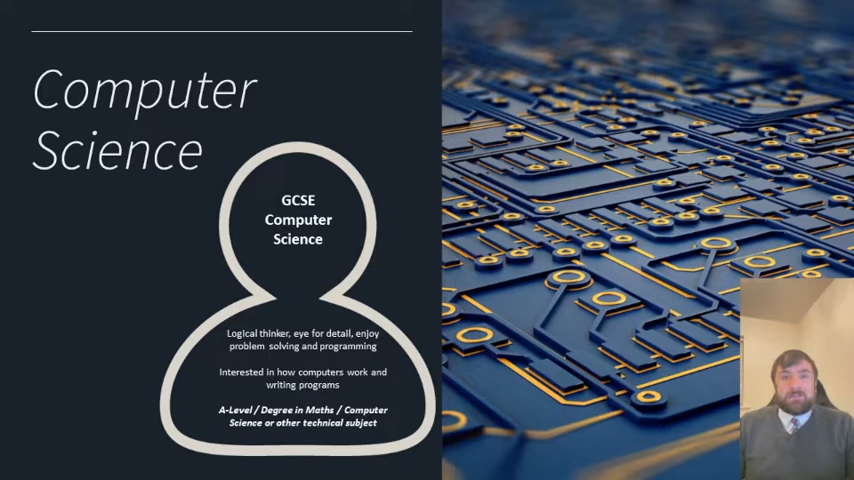 Computer
Science
GCSE
Computer
Science
Logical thinker, eye for detail, enjoy
problem solving and programming
Interested in how computers work and
writing programs
A-Level / Degree in Maths / Computer
Science or other technical subject